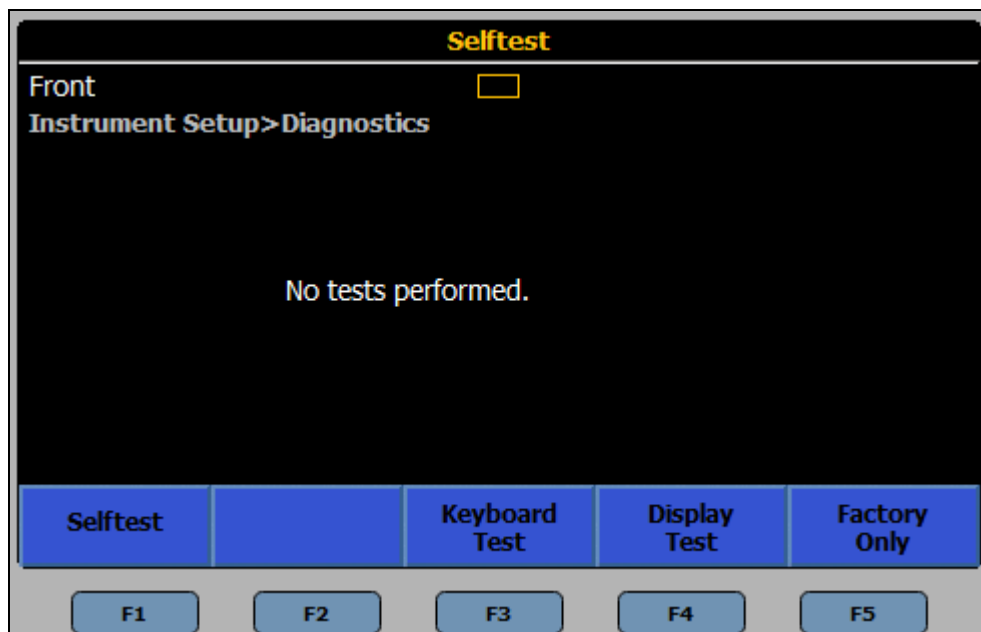 Selftest
Front
Instrument Setup>Diagnostics
No tests performed.
Selftest
Keyboard
Test
Display
Test
Factory
Only
F1 F2 F3 F4 F5